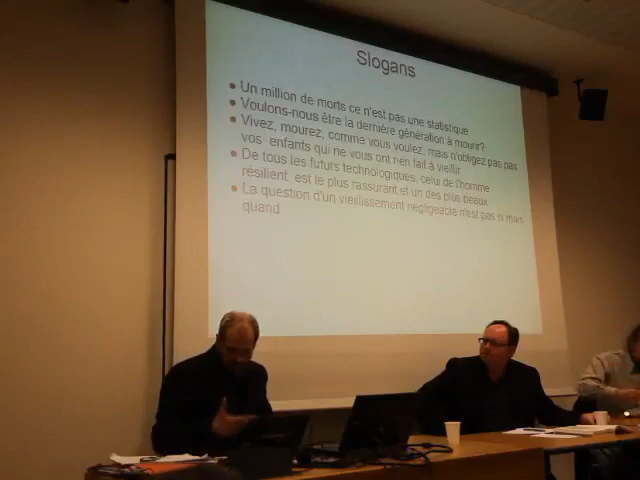 Slogans
• Un million de morts ce n'est pas une statistique
• Voulons-nous être la dernière génération à mourir?
• Vivez, mourez, comme vous voulez, mais n'obligez pas pas
vos enfants qui ne vous ont rien fait à vieillir
• De tous les futurs technologiques, celui de l'homme
résilient est le plus rassurant et un des plus beaux
• La question d'un vieillissement négligeable n'est pas si mais
quand